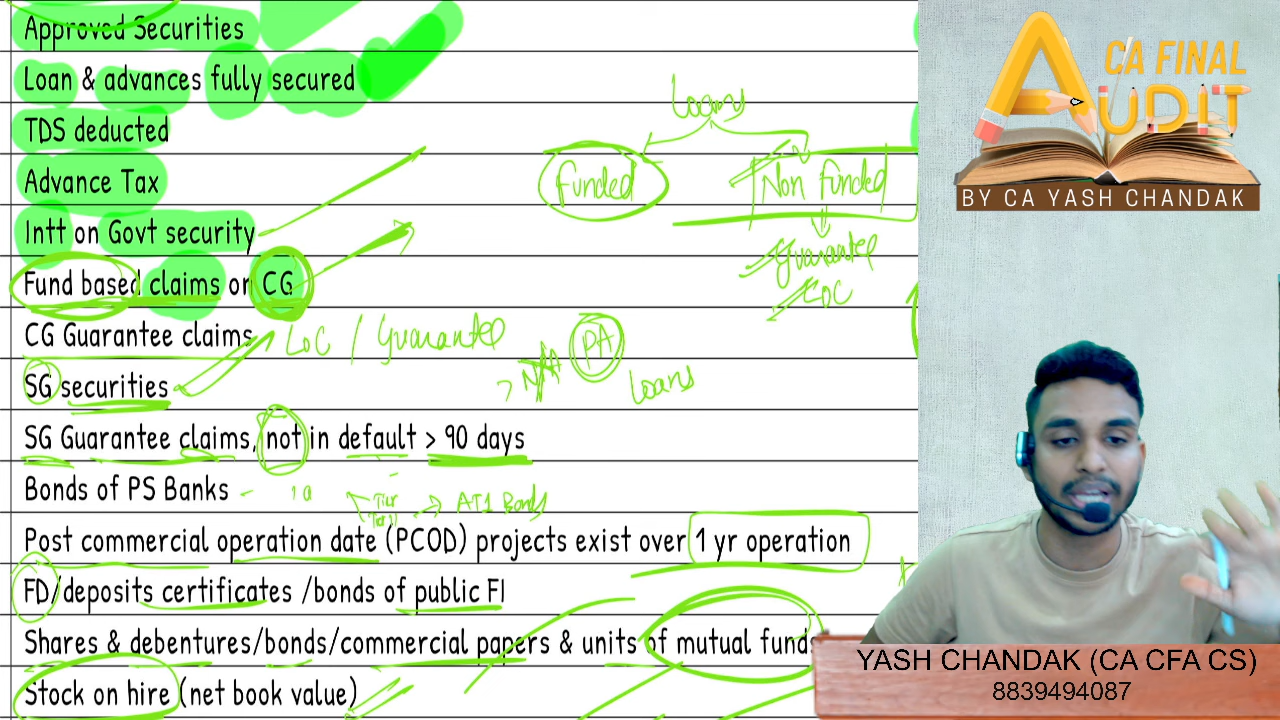 Approved Securities
Loan & advances fully secured
TDS deducted
Advance Tax
Intt on Govt security
Fund based claims or CG
CG Guarantee claims
SG securities
SG Guarantee claims, not in default > 90 days
Bonds of PS Banks
Post commercial operation date (PCOD) projects exist over 1 yr operation
FD/deposits certificates /bonds of public FI
Shares & debentures/bonds/commercial papers & units of mutual funds
Stock on hire (net book value)
Loans
Funded
Non funded
Guarantee
LOC
LOC / Guarantee
PA
Loans
Tier
AT1 Bonds
CA FINAL
AUDIT
BY CA YASH CHANDAK
YASH CHANDAK (CA CFA CS)
8839494087